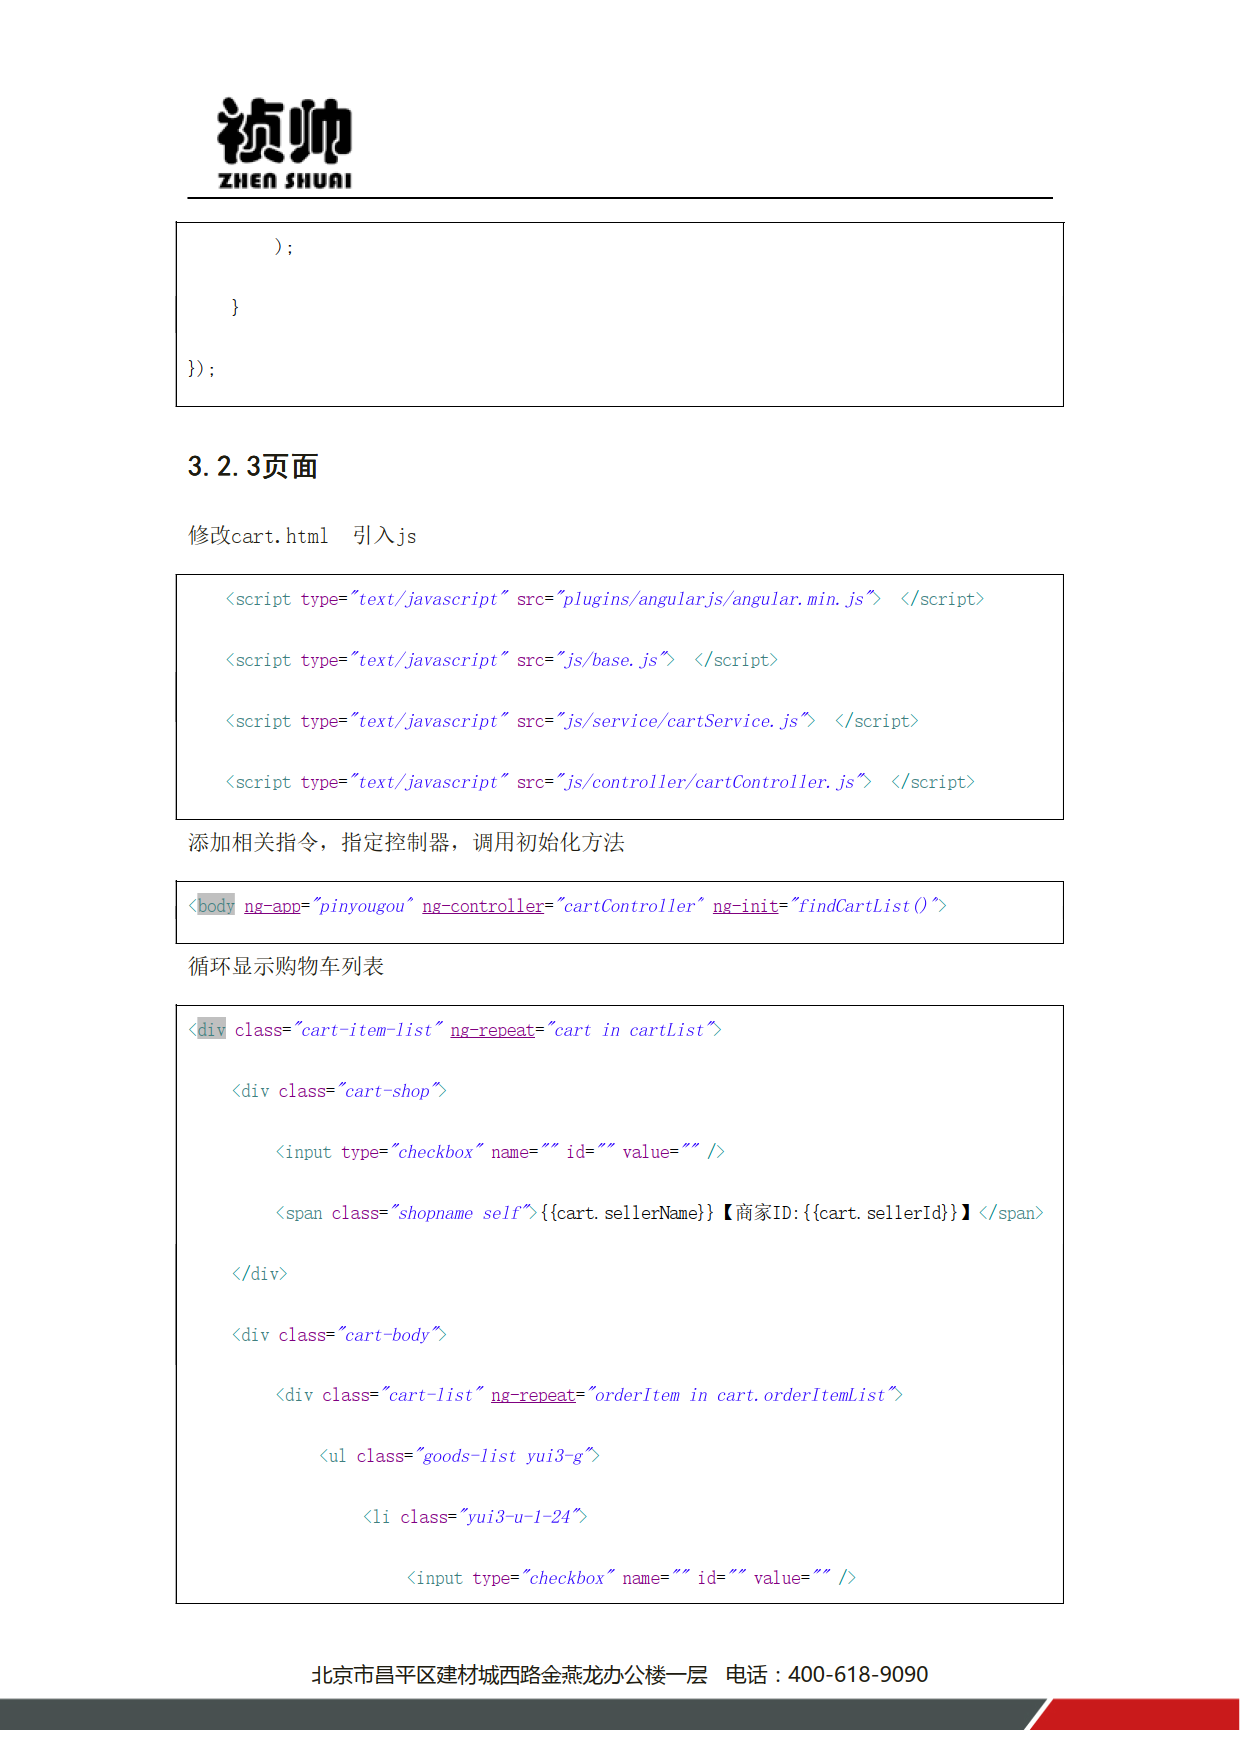 祯帅
ZHEN SHUAI
);
}
});
3.2.3页面
修改cart.html 引入js
<script type="text/javascript" src="plugins/angularjs/angular.min.js"> </script>
<script type="text/javascript" src="js/base.js"> </script>
<script type="text/javascript" src="js/service/cartService.js"> </script>
<script type="text/javascript" src="js/controller/cartController.js"> </script>
添加相关指令，指定控制器，调用初始化方法
<body ng-app="pinyougou" ng-controller="cartController" ng-init="findCartList()">
循环显示购物车列表
<div class="cart-item-list" ng-repeat="cart in cartList">
<div class="cart-shop">
<input type="checkbox" name="" id="" value="" />
<span class="shopname self">{{cart.sellerName}}【商家ID:{{cart.sellerId}}】</span>
</div>
<div class="cart-body">
<div class="cart-list" ng-repeat="orderItem in cart.orderItemList">
<ul class="goods-list yui3-g">
<li class="yui3-u-1-24">
<input type="checkbox" name="" id="" value="" />
北京市昌平区建材城西路金燕龙办公楼一层 电话：400-618-9090